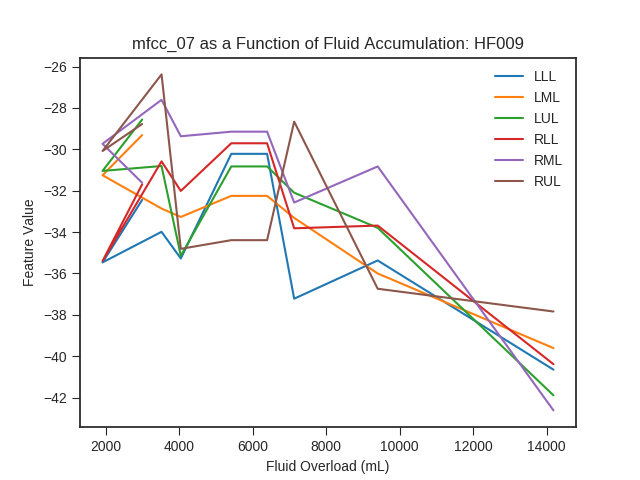 mfcc_07 as a Function of Fluid Accumulation: HF009
−26
−28
−30
−32
−34
−36
−38
−40
−42
Feature Value
LLL
LML
LUL
RLL
RML
RUL
2000 4000 6000 8000 10000 12000 14000
Fluid Overload (mL)